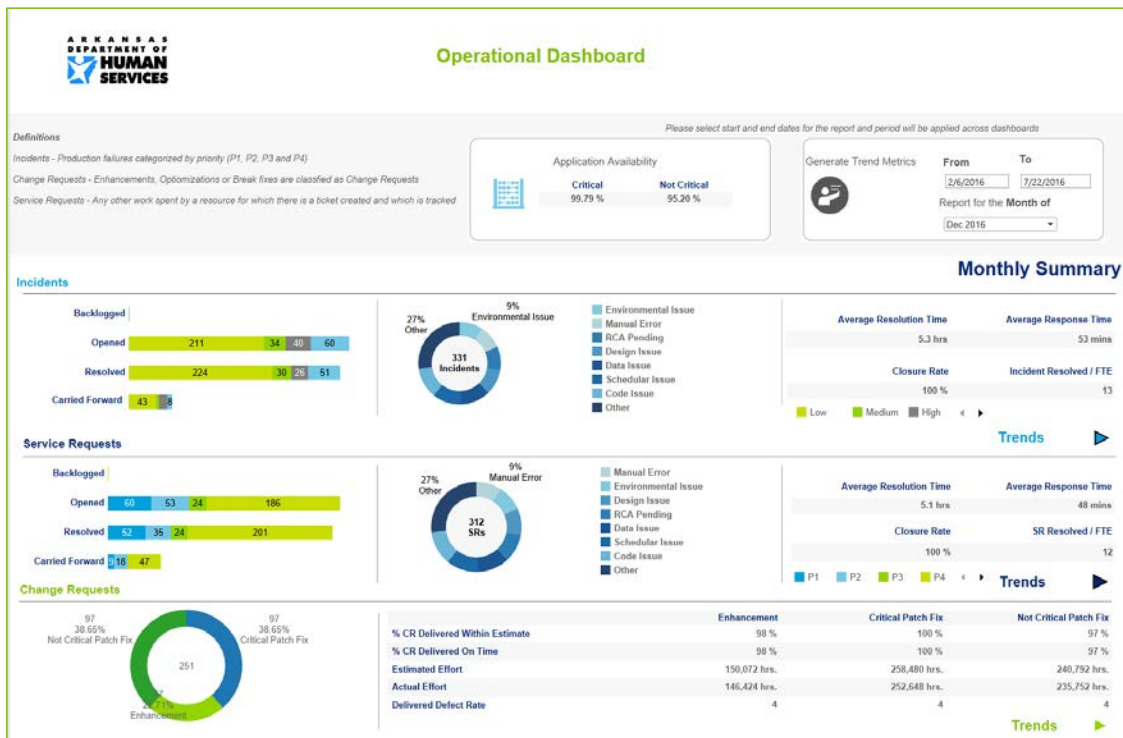 ARKANSAS
DEPARTMENT OF
HUMAN
SERVICES
Operational Dashboard
Please select start and end dates for the report and period will be applied across dashboards
Definitions
Incidents - Production failures categorized by priority (P1, P2, P3 and P4)
Change Requests - Enhancements, Optiomizations or Break fixes are classfied as Change Requests
Service Requests - Any other work spent by a resource for which there is a ticket created and which is tracked
Application Availability
Critical Not Critical
99.79 % 95.20 %
Generate Trend Metrics From To
2/6/2016 7/22/2016
Report for the Month of
Dec 2016
Monthly Summary
Incidents
Backlogged
Opened 211 34 40 60
Resolved 224 30 26 51
Carried Forward 43 8
27%
Other
9%
Environmental Issue
331
Incidents
Environmental Issue
Manual Error
RCA Pending
Design Issue
Data Issue
Schedular Issue
Code Issue
Other
Average Resolution Time Average Response Time
5.3 hrs 53 mins
Closure Rate Incident Resolved / FTE
100 % 13
Low Medium High
Trends
Service Requests
Backlogged
Opened 60 53 24 186
Resolved 52 35 24 201
Carried Forward 9 18 47
27%
Other
9%
Manual Error
312
SRs
Manual Error
Environmental Issue
Design Issue
RCA Pending
Data Issue
Schedular Issue
Code Issue
Other
Average Resolution Time Average Response Time
5.1 hrs 48 mins
Closure Rate SR Resolved / FTE
100 % 12
P1 P2 P3 P4
Trends
Change Requests
97
38.65%
Not Critical Patch Fix
97
38.65%
Critical Patch Fix
251
Enhancement
Enhancement Critical Patch Fix Not Critical Patch Fix
% CR Delivered Within Estimate 98 % 100 % 97 %
% CR Delivered On Time 98 % 100 % 97 %
Estimated Effort 150,072 hrs. 258,480 hrs. 240,792 hrs.
Actual Effort 146,424 hrs. 252,648 hrs. 235,752 hrs.
Delivered Defect Rate 4 4 4
Trends